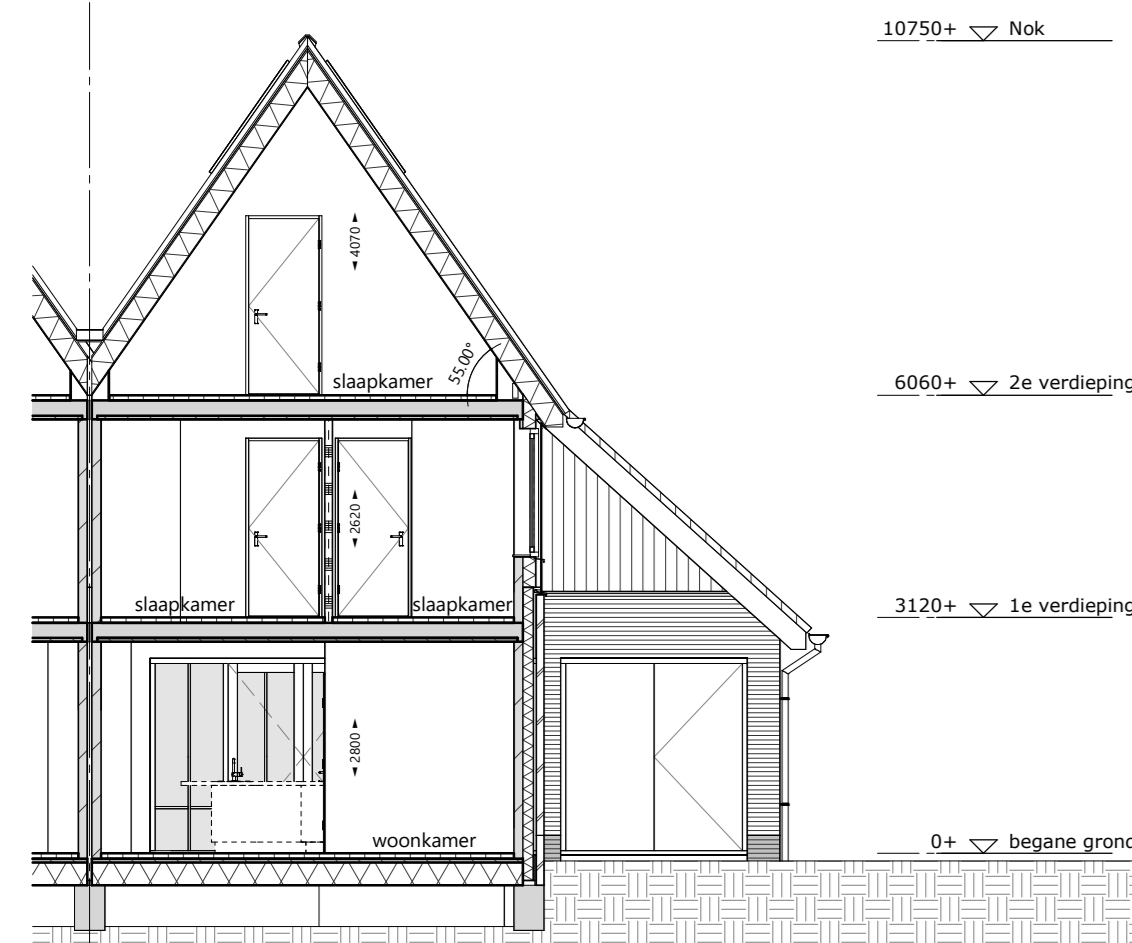 10750+ Nok
4070
55.00°
slaapkamer
6060+ 2e verdieping
2620
slaapkamer slaapkamer
3120+ 1e verdieping
2800
woonkamer
0+ begane grond